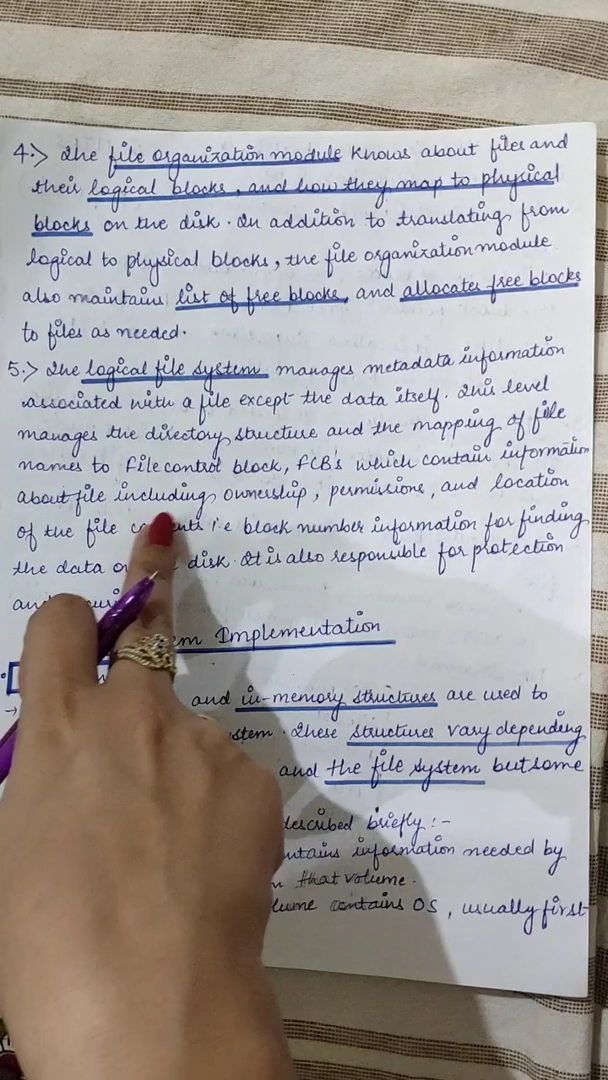 4.> The file organization module knows about files and
their logical blocks, and how they map to physical
blocks on the disk. In addition to translating from
logical to physical blocks, the file organization module
also maintains list of free blocks, and allocates free blocks
to files as needed.
5.> The logical file system manages metadata information
associated with a file except the data itself. This level
manages the directory structure and the mapping of file
names to file control block, FCB's which contain information
about file including ownership, permissions, and location
of the file i.e block number information for finding
the data disk. It is also responsible for protection
Implementation
and in-memory structures are used to
These structures vary depending
and the file system but some
described briefly :-
information needed by
that volume.
contains OS, usually first